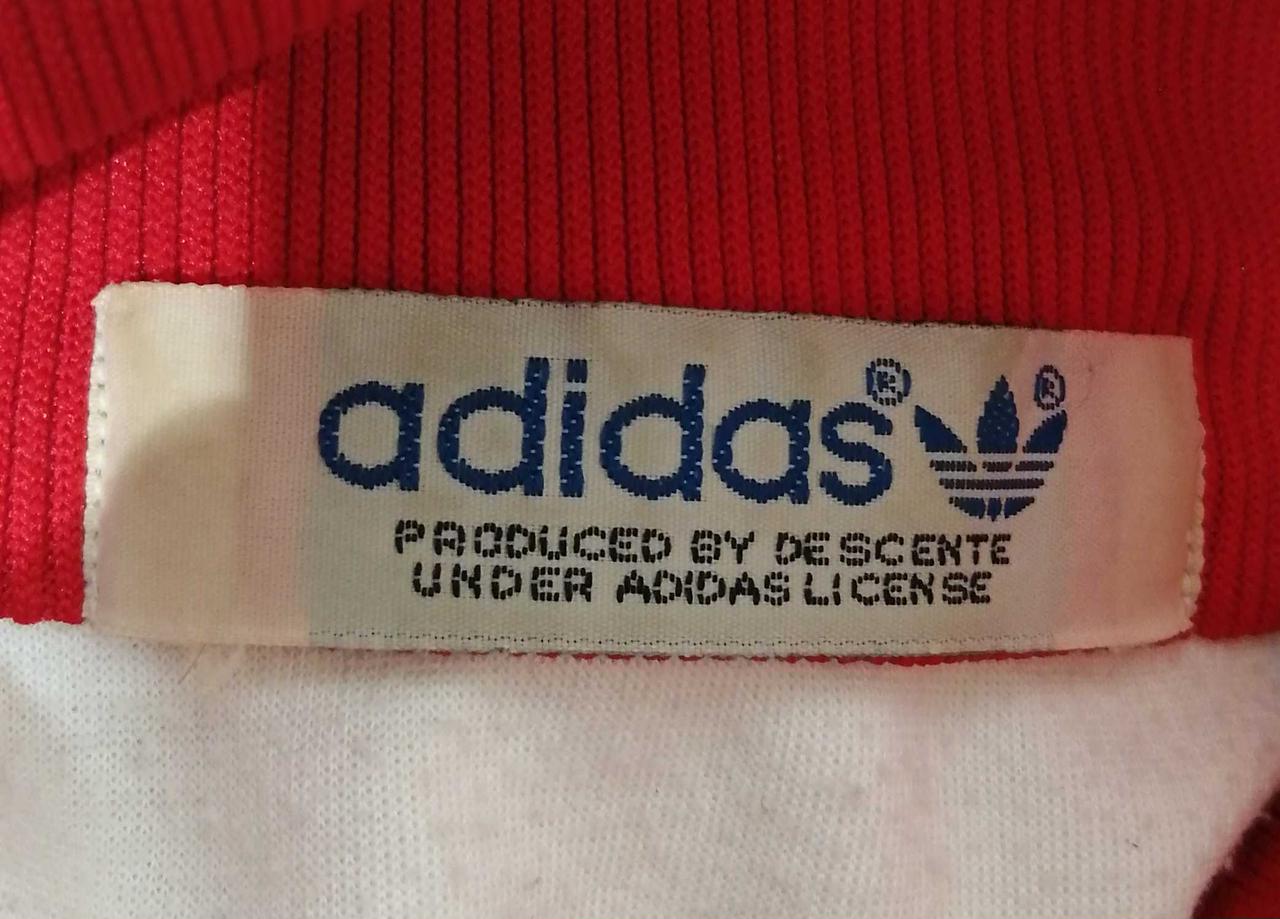 adidas® ®
PRODUCED BY DESCENTE
UNDER ADIDAS LICENSE